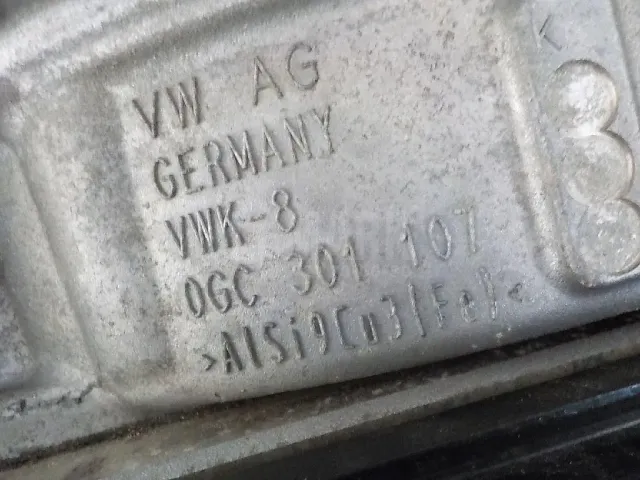 VW AG
GERMANY
VWK-8
0GC 301 107
>AlSi9Cu3(Fe)<